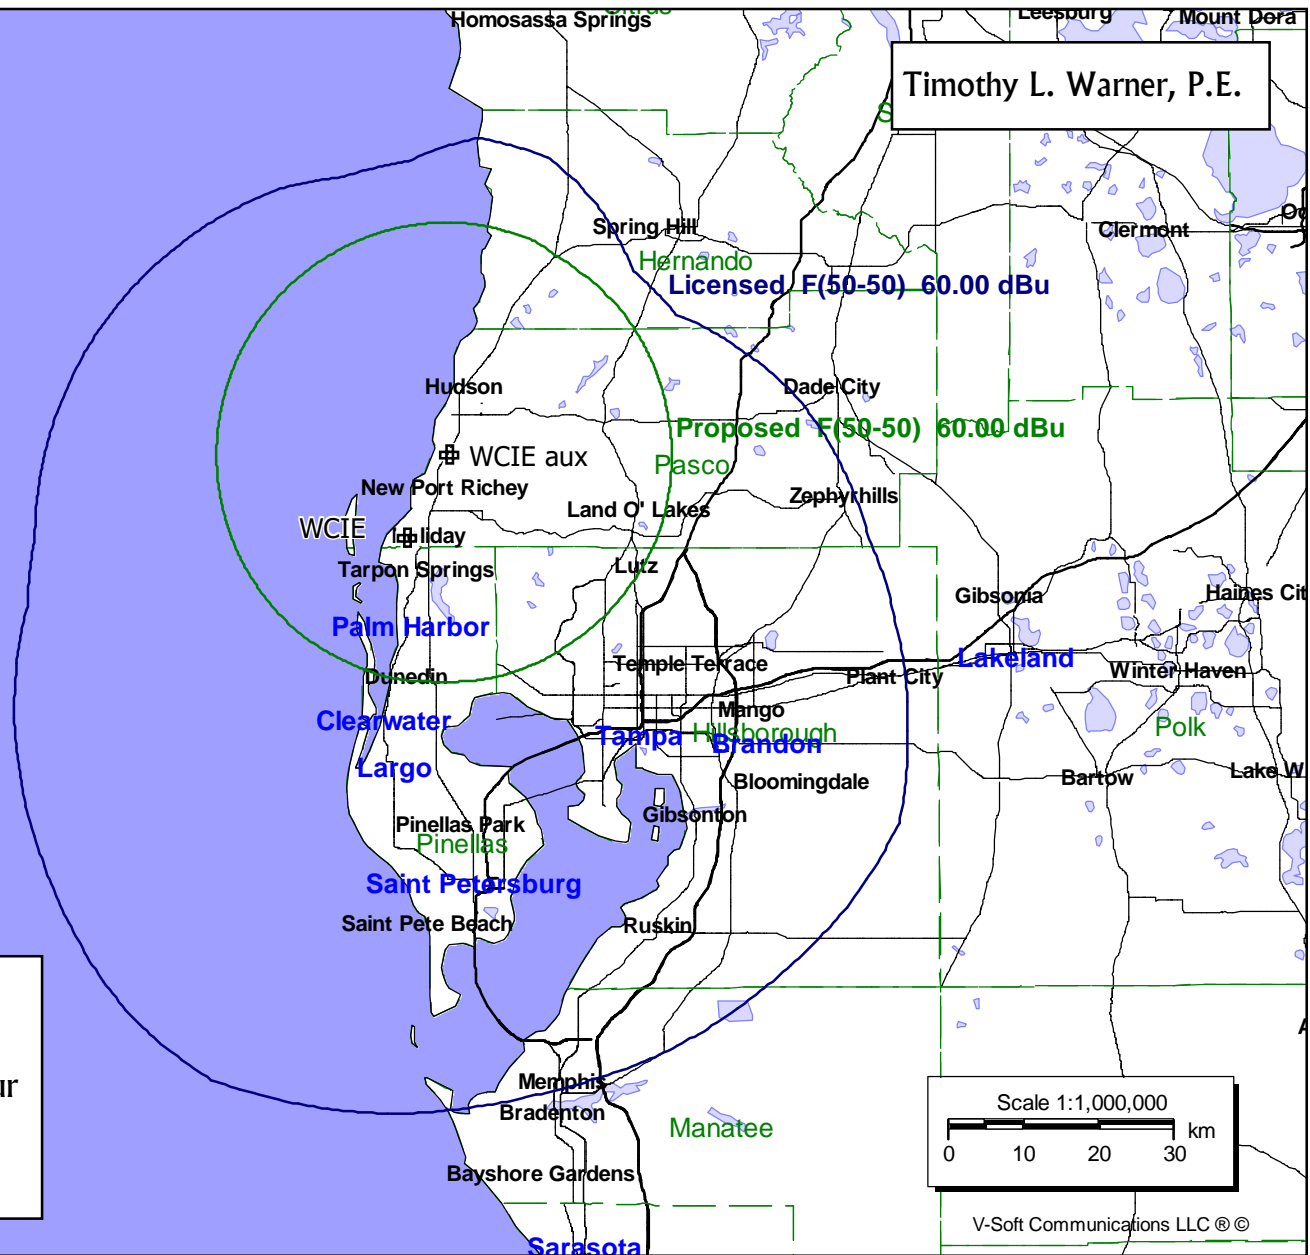 Citrus
Homosassa Springs
Leesburg
Mount Dora
Timothy L. Warner, P.E.
S
Spring Hill
Clermont
Hernando
Licensed F(50-50) 60.00 dBu
Hudson
Dade City
Proposed F(50-50) 60.00 dBu
WCIE aux
Pasco
New Port Richey
Zephyrhills
Land O' Lakes
WCIE
liday
Tarpon Springs
Lutz
Gibsonia
Haines Cit
Palm Harbor
Temple Terrace
Lakeland
Dunedin
Plant City
Winter Haven
Mango
Clearwater
Hillsborough
Polk
Tampa
Brandon
Largo
Bloomingdale
Bartow
Lake W
Gibsonton
Pinellas Park
Pinellas
Saint Petersburg
Saint Pete Beach
Ruskin
ur
Memphis
Bradenton
Scale 1:1,000,000
km
0 10 20 30
Manatee
Bayshore Gardens
V-Soft Communications LLC ® ©
Sarasota